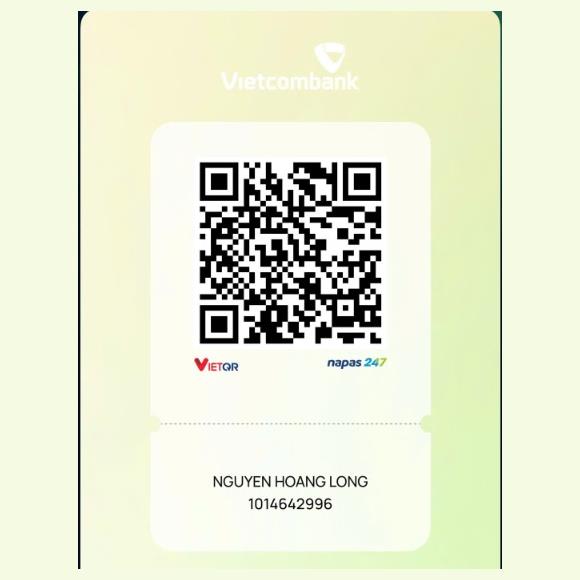 Vietcombank
VIETQR
napas 247
NGUYEN HOANG LONG
1014642996